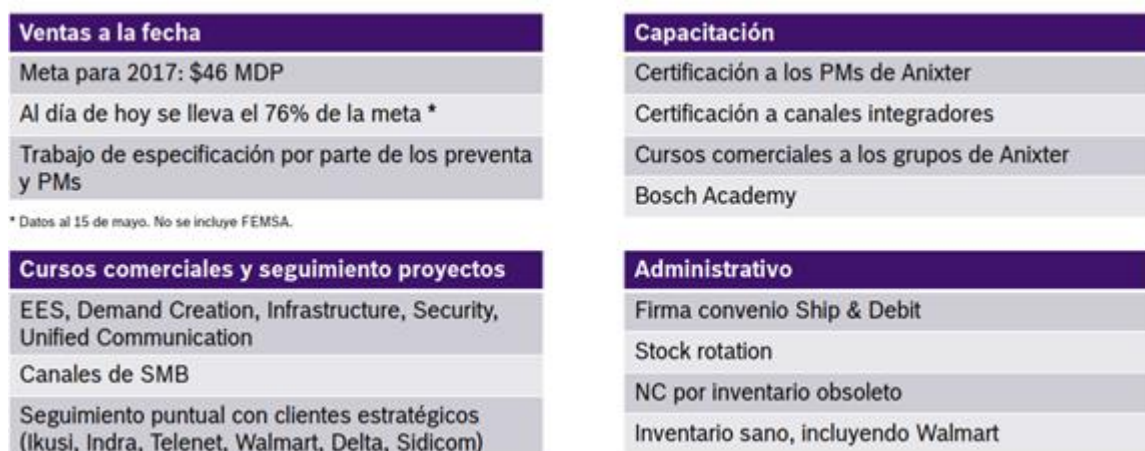 Ventas a la fecha
Meta para 2017: $46 MDP
Al día de hoy se lleva el 76% de la meta *
Trabajo de especificación por parte de los preventa
y PMs
* Datos al 15 de mayo. No se incluye FEMSA.
Capacitación
Certificación a los PMs de Anixter
Certificación a canales integradores
Cursos comerciales a los grupos de Anixter
Bosch Academy
Cursos comerciales y seguimiento proyectos
EES, Demand Creation, Infrastructure, Security,
Unified Communication
Canales de SMB
Seguimiento puntual con clientes estratégicos
(Ikusi, Indra, Telenet, Walmart, Delta, Sidicom)
Administrativo
Firma convenio Ship & Debit
Stock rotation
NC por inventario obsoleto
Inventario sano, incluyendo Walmart